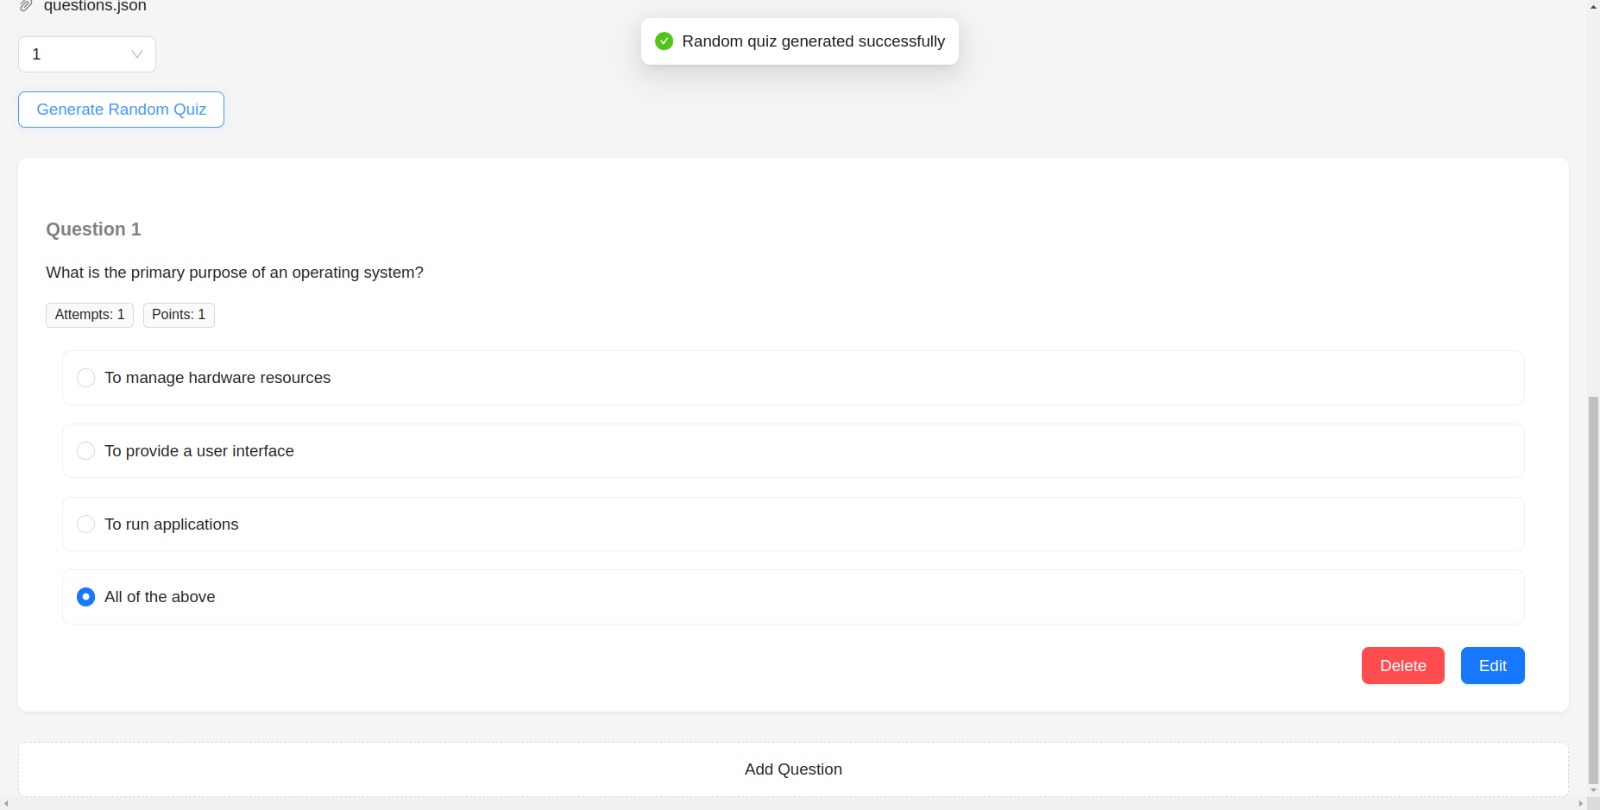 questions.json
Random quiz generated successfully
1
Generate Random Quiz
Question 1
What is the primary purpose of an operating system?
Attempts: 1 Points: 1
To manage hardware resources
To provide a user interface
To run applications
All of the above
Delete Edit
Add Question